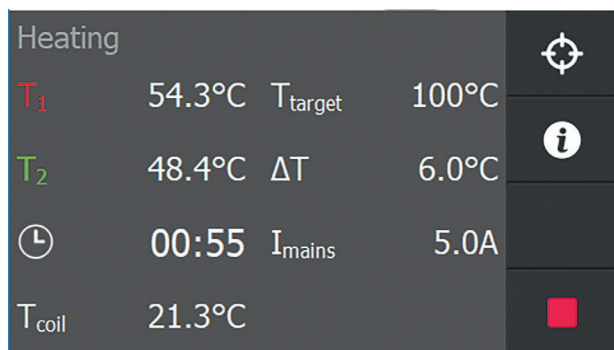 Heating
T1 54.3°C Ttarget 100°C
T2 48.4°C ΔT 6.0°C
00:55 Imains 5.0A
Tcoil 21.3°C
i